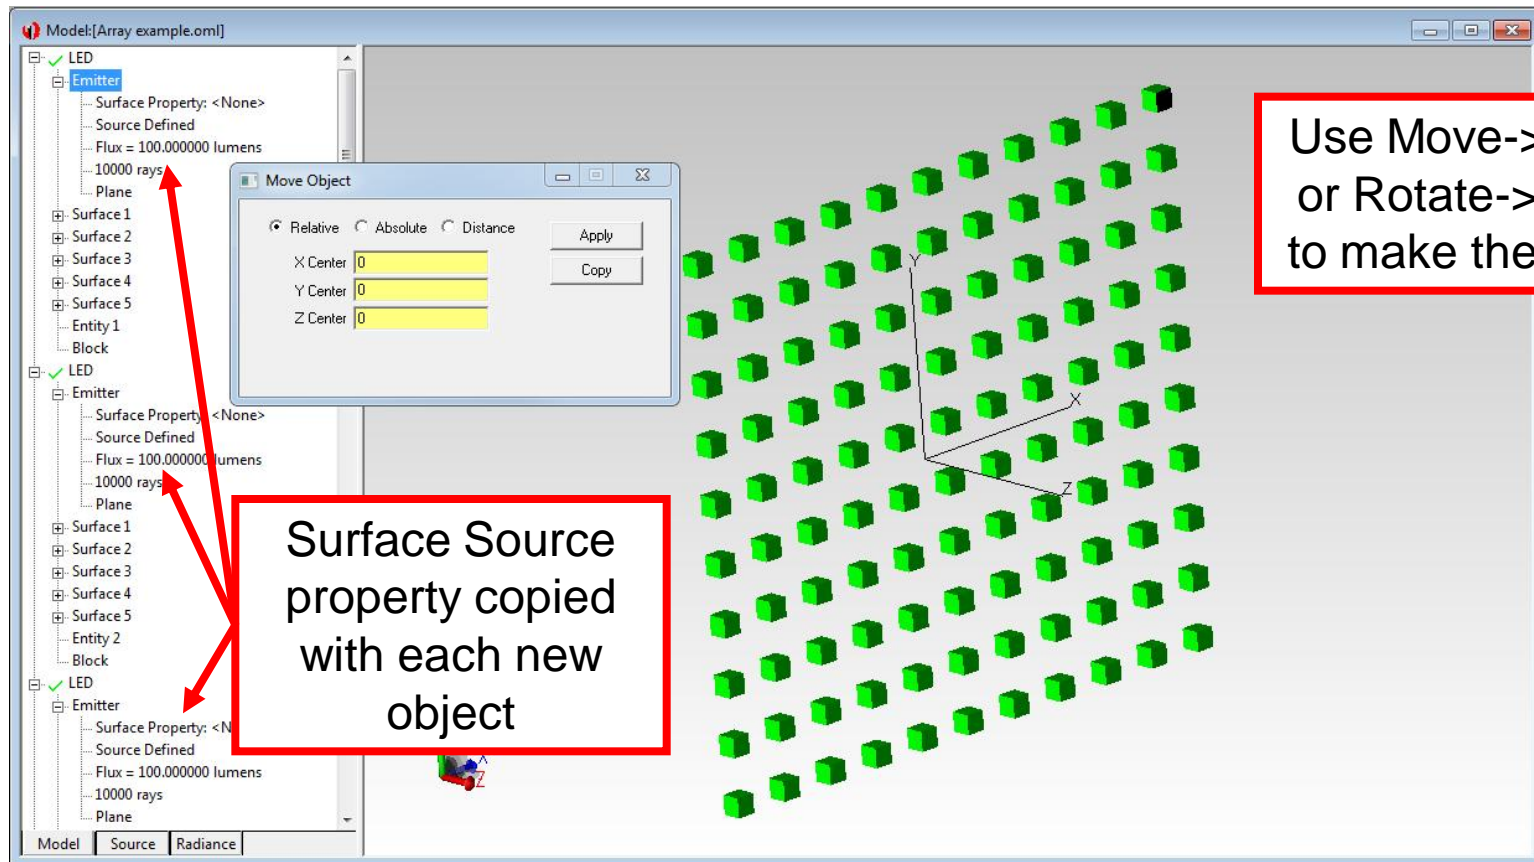 Model:[Array example.oml]
LED
Emitter
Surface Property: <None>
Source Defined
Flux = 100.000000 lumens
10000 rays
Plane
Surface 1
Surface 2
Surface 3
Surface 4
Surface 5
Entity 1
Block
LED
Emitter
Surface Property: <None>
Source Defined
Flux = 100.000000 lumens
10000 rays
Plane
Surface 1
Surface 2
Surface 3
Surface 4
Surface 5
Entity 2
Block
LED
Emitter
Surface Property: <N
Source Defined
Flux = 100.000000 lumens
10000 rays
Plane
Model Source Radiance
Move Object
Relative Absolute Distance
X Center 0
Y Center 0
Z Center 0
Apply
Copy
Surface Source
property copied
with each new
object
Use Move->
or Rotate->
to make the
Y
X
Z
X
Z